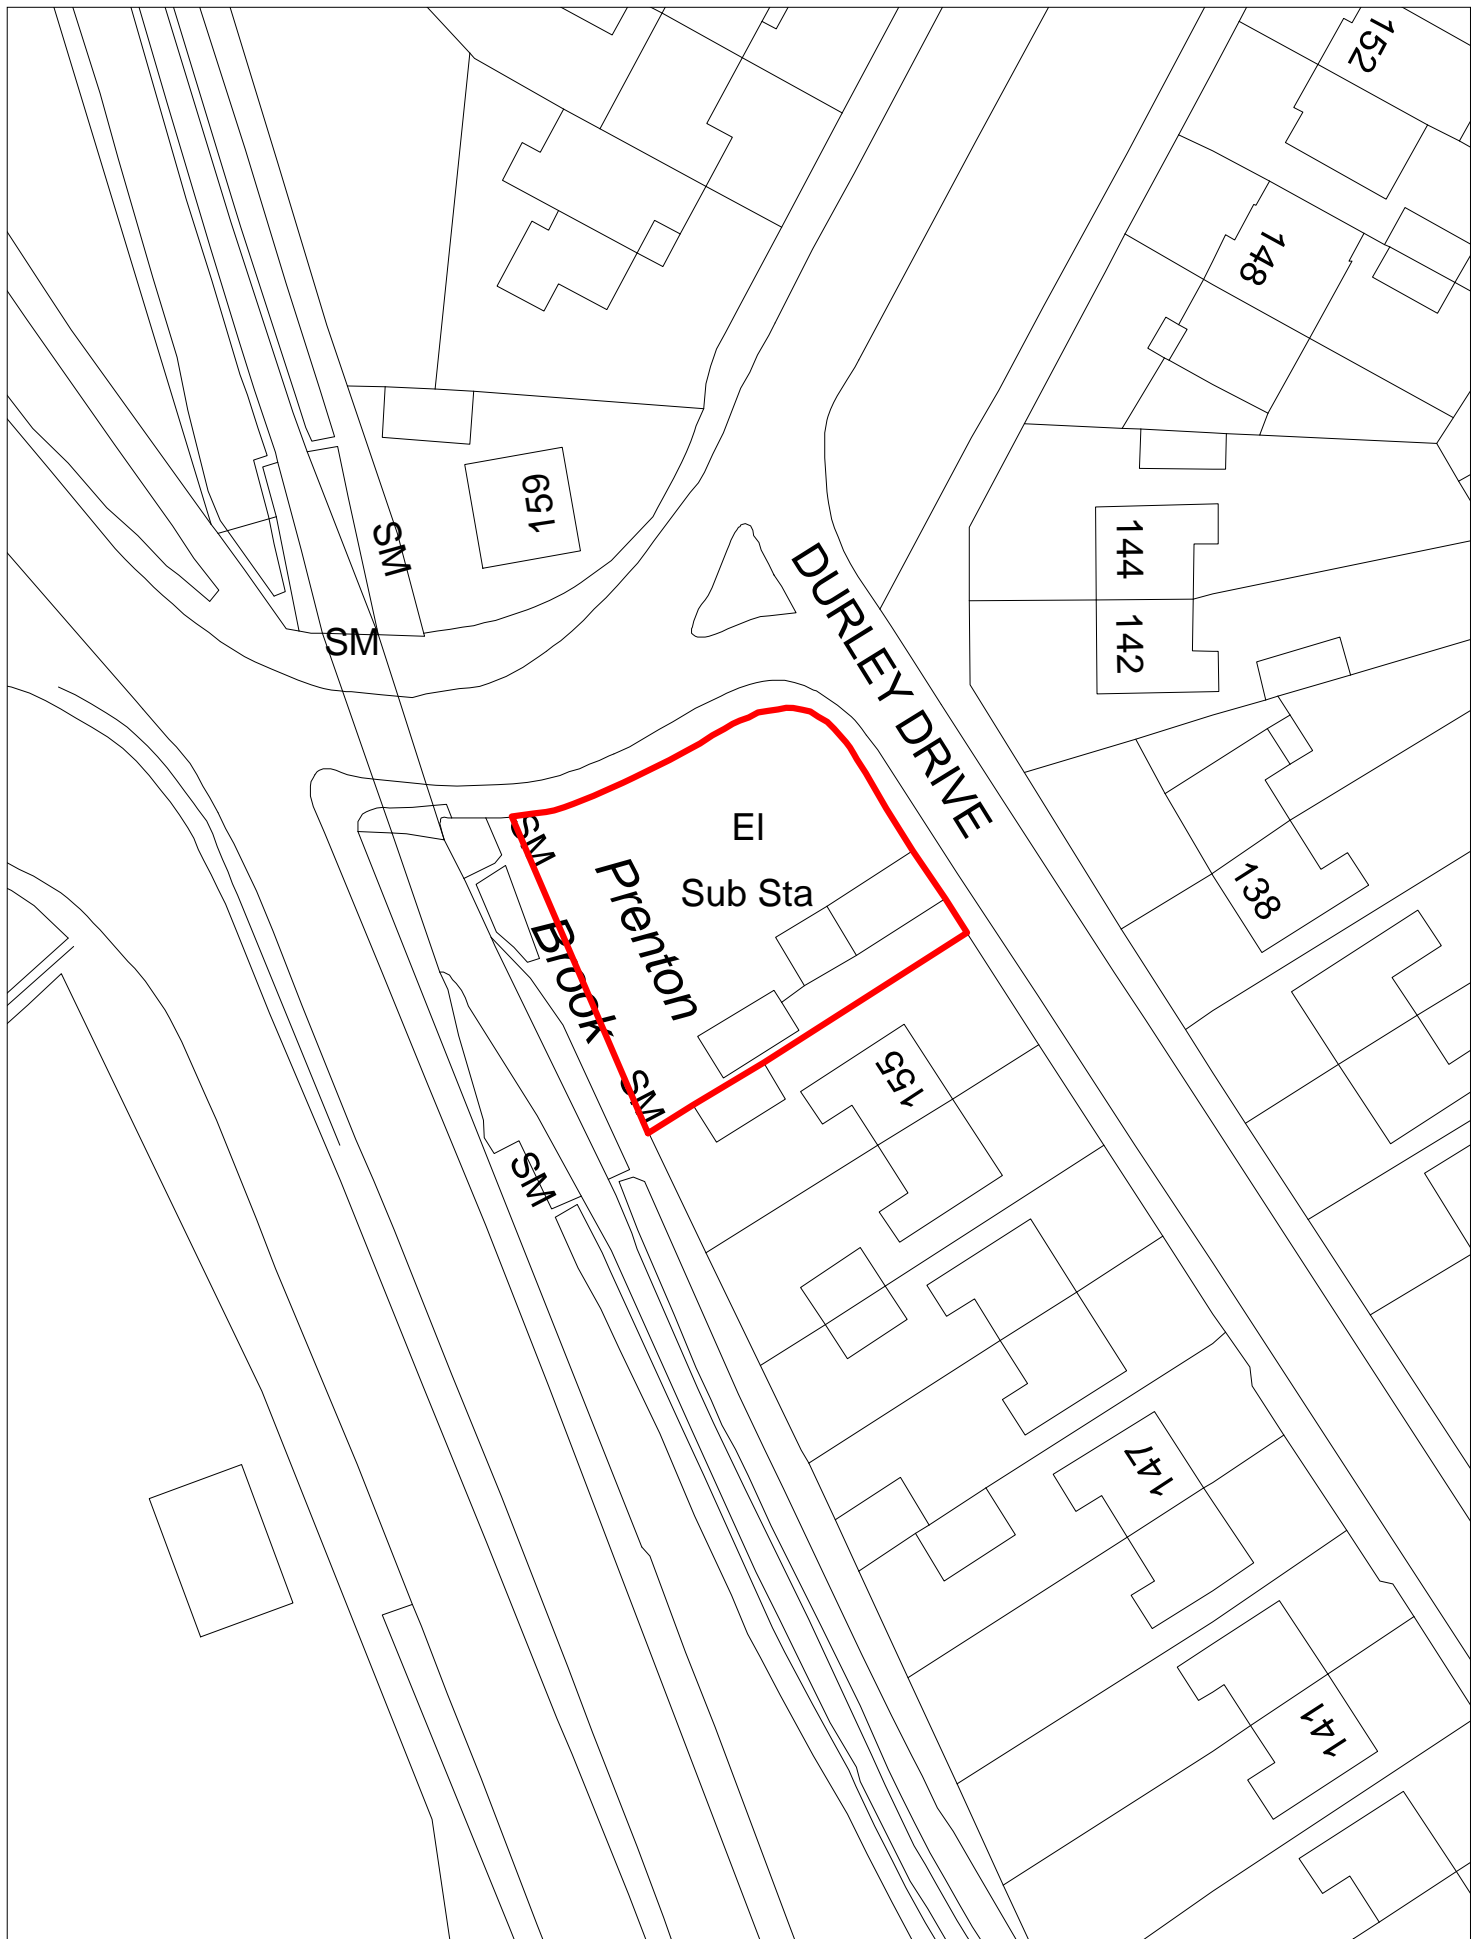 152
148
159
SM
144
DURLEY DRIVE
142
SM
SM
El
Sub Sta
Prenton
138
Brook
155
SM
SM
147
141